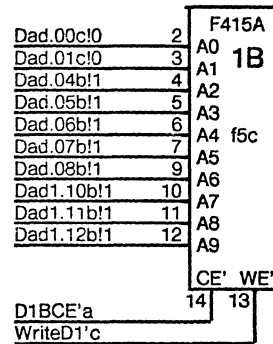 F415A
Dad.00c!0 2 A0 1B
Dad.01c!0 3 A1
Dad.04b!1 4 A2
Dad.05b!1 5 A3
Dad.06b!1 6 A4 f5c
Dad.07b!1 7 A5
Dad.08b!1 9 A6
Dad1.10b!1 10 A7
Dad1.11b!1 11 A8
Dad1.12b!1 12 A9
CE' WE'
14 13
D1BCE'a
WriteD1'c